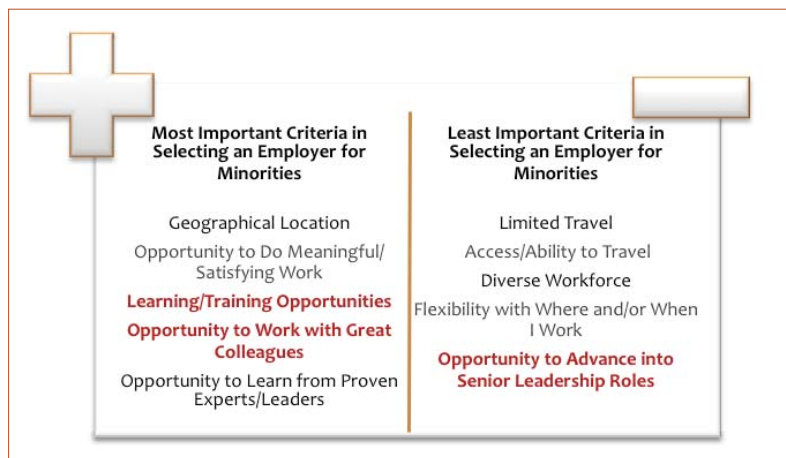 Most Important Criteria in
Selecting an Employer for
Minorities
Geographical Location
Opportunity to Do Meaningful/
Satisfying Work
Learning/Training Opportunities
Opportunity to Work with Great
Colleagues
Opportunity to Learn from Proven
Experts/Leaders
Least Important Criteria in
Selecting an Employer for
Minorities
Limited Travel
Access/Ability to Travel
Diverse Workforce
Flexibility with Where and/or When
I Work
Opportunity to Advance into
Senior Leadership Roles